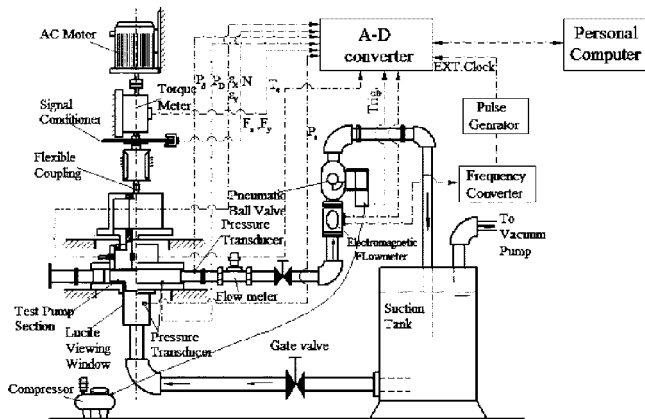 AC Motor
A-D
converter
Personal
Computer
EXT.Clock
Torque
Meter
Signal
Conditioner
N
Trig.
Pulse
Genrator
Flexible
Coupling
Frequency
Converter
Pneumatic
Ball Valve
Pressure
Transducer
Electromagnetic
FLowmeter
To
Vacuum
Pump
Flow meter
Test Pump
Section
Lucite
Viewing
Window
Pressure
Transducer
Gate valve
Suction
Tank
Compressor